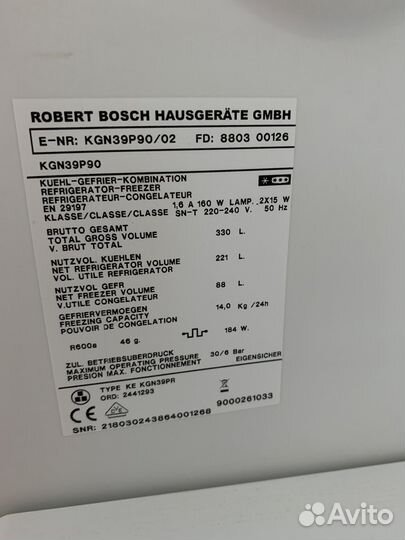 ROBERT BOSCH HAUSGERÄTE GMBH
E-NR: KGN39P90/02 FD: 8803 00126
KGN39P90
KUEHL-GEFRIER-KOMBINATION
REFRIGERATOR-FREEZER
REFRIGERATEUR-CONGELATEUR
EN 29197 1,6 A 160 W LAMP. 2X15 W
KLASSE/CLASSE/CLASSE SN-T 220-240 V. 50 Hz
BRUTTO GESAMT
TOTAL GROSS VOLUME 330 L.
V. BRUT TOTAL
NUTZVOL. KUEHLEN
NET REFRIGERATOR VOLUME 221 L.
VOL. UTILE REFRIGERATEUR
NUTZVOL GEFR
NET FREEZER VOLUME 88 L.
V.UTILE CONGELATEUR
GEFRIERVERMOEG.
FREEZING CAPACITY 14,0 Kg /24h
POUVOIR DE CONGELATION
R600a 46 g. 184 W.
ZUL. BETRIEBSUBERDRUCK
MAXIMUM OPERATING PRESSURE 30/6 Bar
PRESION MAX. FONCTIONNEMENT EIGENSICHER
TYPE KE KGN39PR
ORD: 2441293
DVE
9000261033
SNR: 218030243864001268
Avito